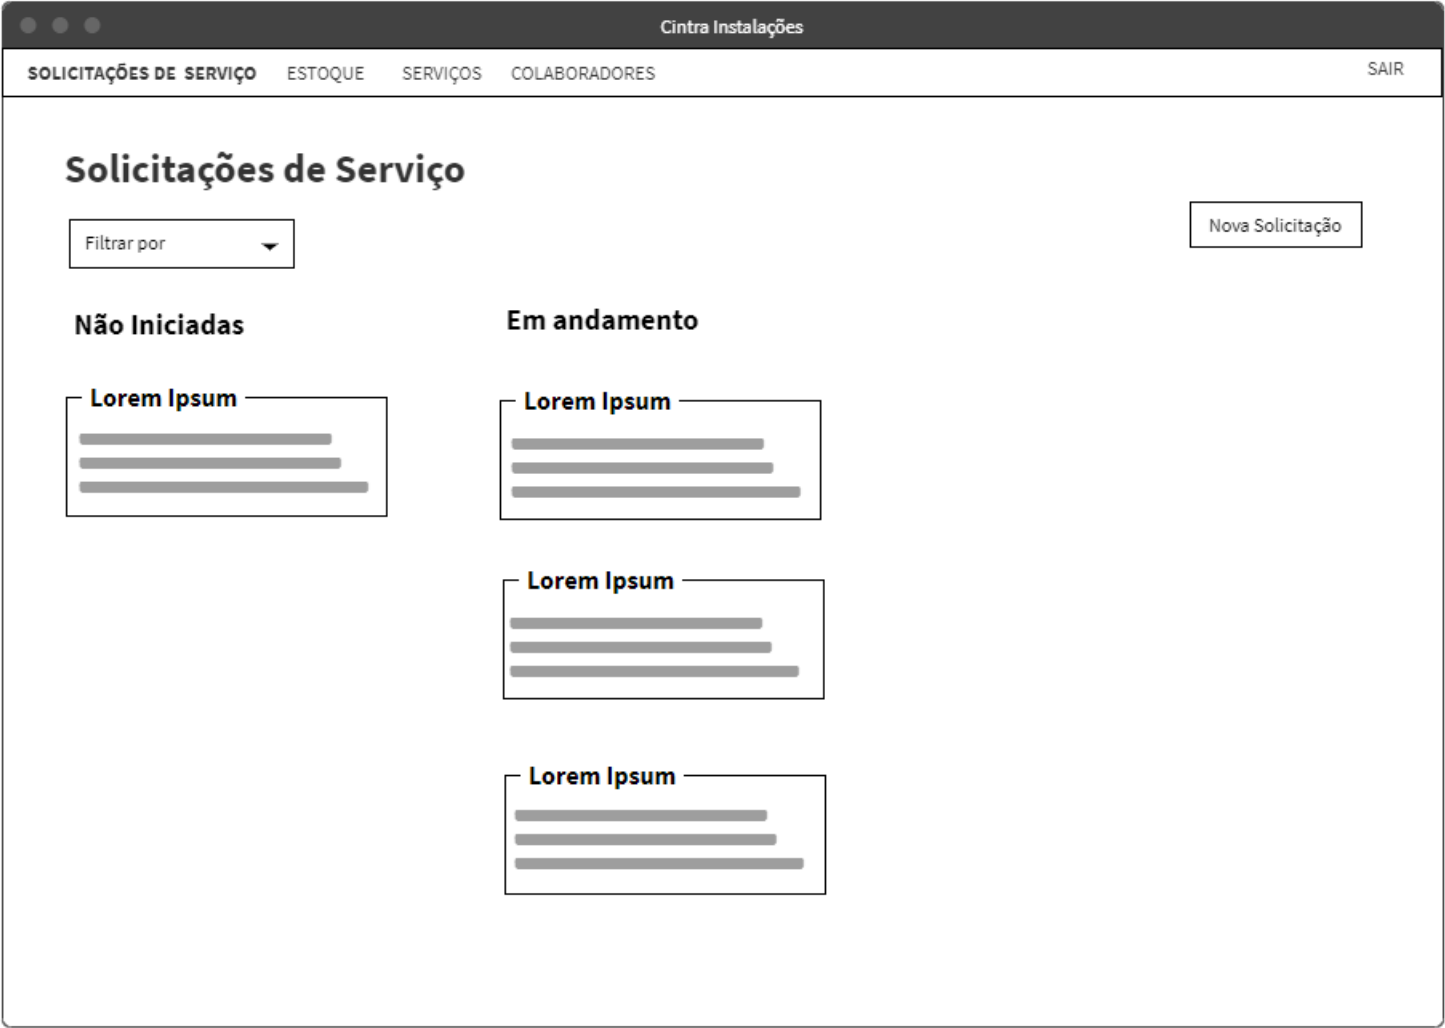 Cintra Instalações
SOLICITAÇÕES DE SERVIÇO ESTOQUE SERVIÇOS COLABORADORES SAIR
Solicitações de Serviço
Filtrar por
Nova Solicitação
Não Iniciadas
Em andamento
Lorem Ipsum
Lorem Ipsum
Lorem Ipsum
Lorem Ipsum